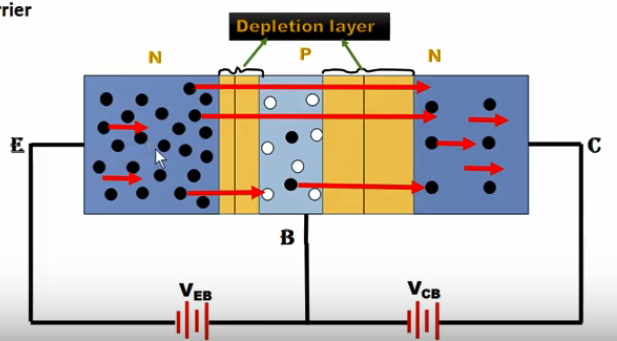 rrier
Depletion layer
N P N
E C
B
VEB VCB